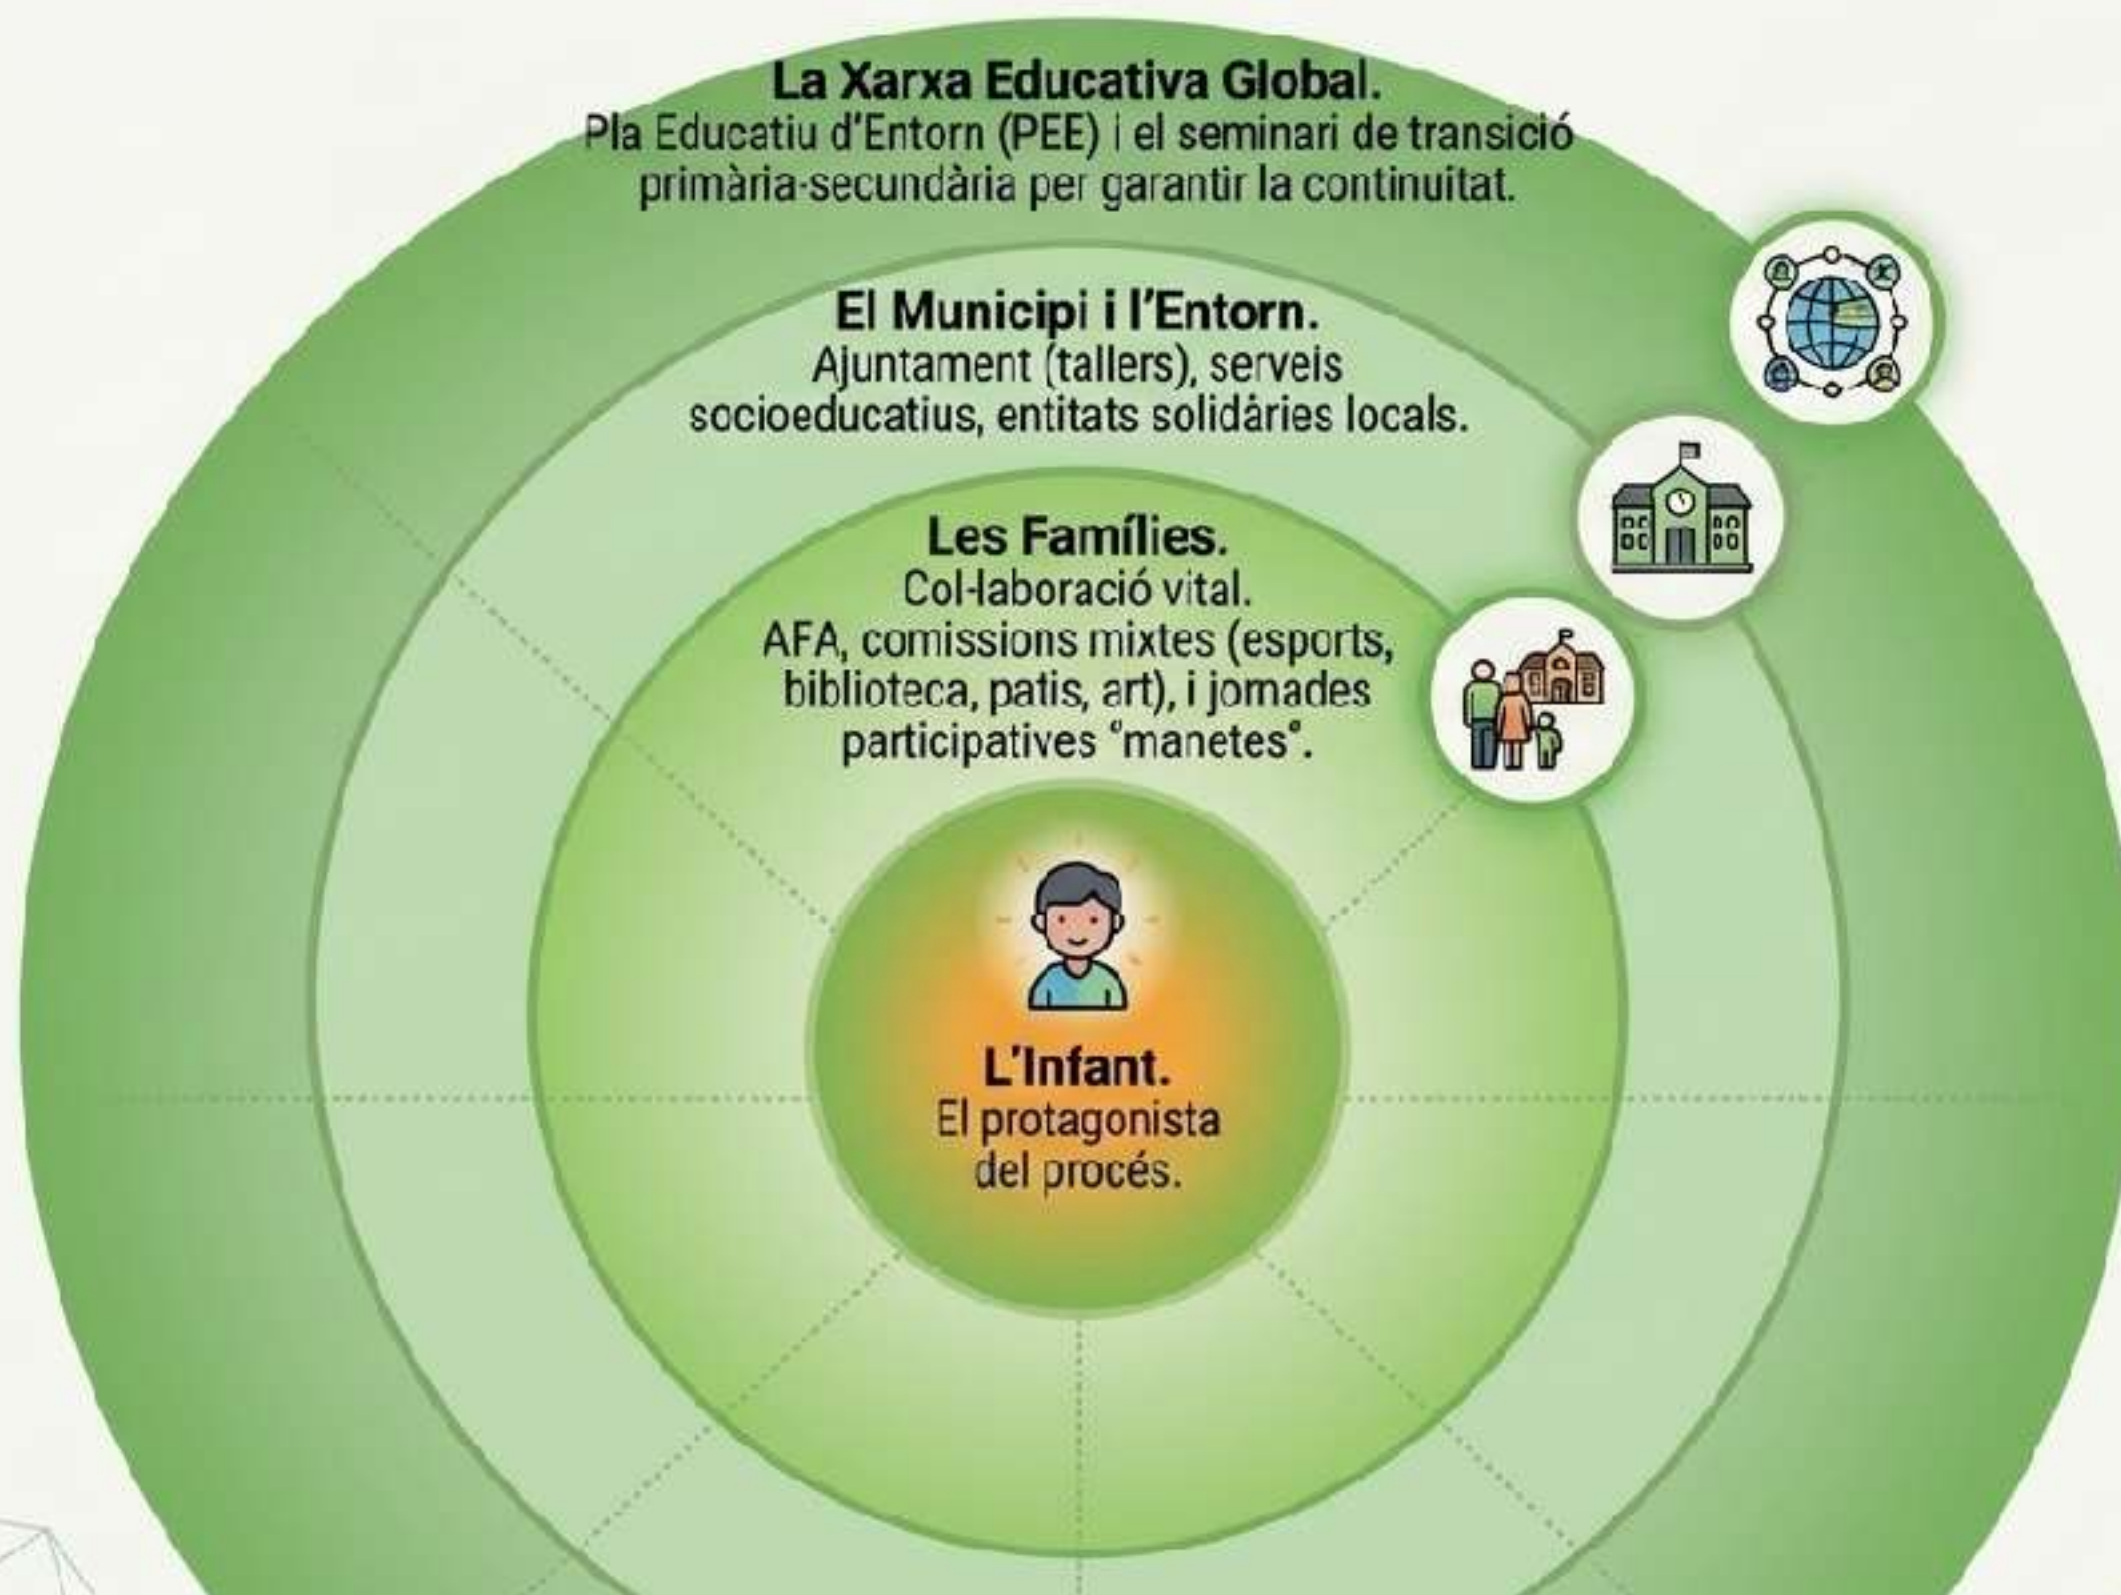 La Xarxa Educativa Global.
Pla Educatiu d'Entorn (PEE) i el seminari de transició
primària-secundària per garantir la continuïtat.
El Municipi i l'Entorn.
Ajuntament (tallers), serveis
socioeducatius, entitats solidàries locals.
Les Famílies.
Col·laboració vital.
AFA, comissions mixtes (esports,
biblioteca, patis, art), i jornades
participatives "manetes".
L'Infant.
El protagonista
del procés.